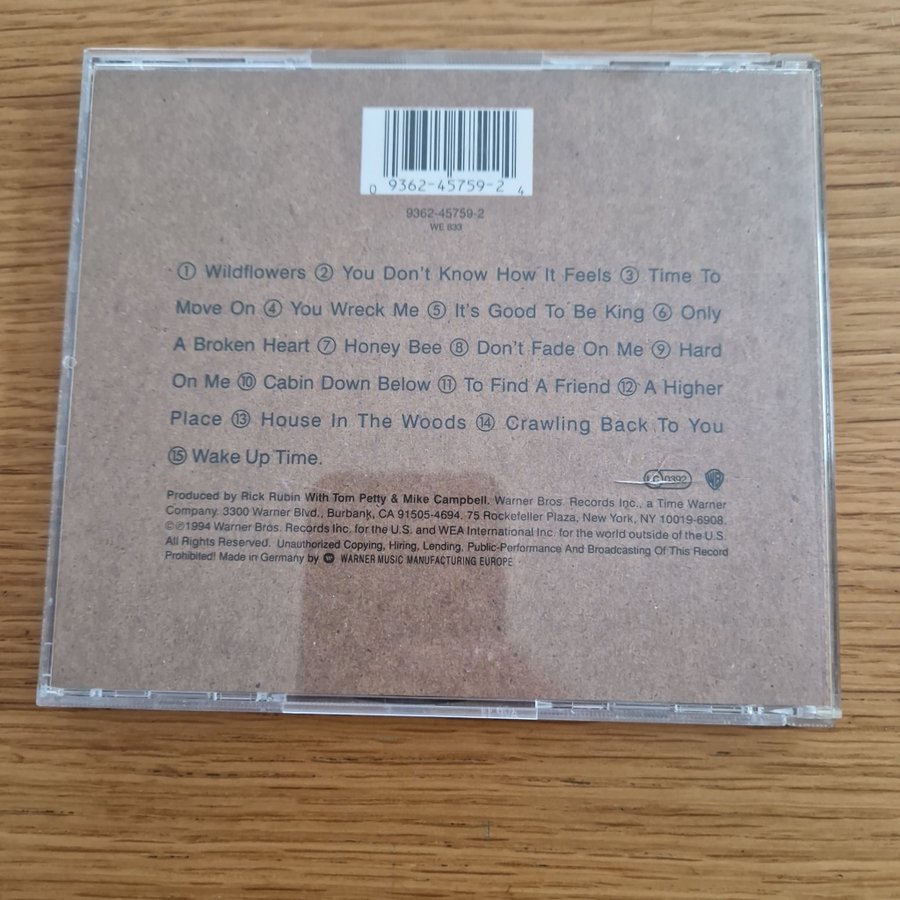 0 9362-45759-2 4
9362-45759-2
WE 833
① Wildflowers ② You Don't Know How It Feels ③ Time To
Move On ④ You Wreck Me ⑤ It's Good To Be King ⑥ Only
A Broken Heart ⑦ Honey Bee ⑧ Don't Fade On Me ⑨ Hard
On Me ⑩ Cabin Down Below ⑪ To Find A Friend ⑫ A Higher
Place ⑬ House In The Woods ⑭ Crawling Back To You
⑮ Wake Up Time.
LC 0392 WB
Produced by Rick Rubin With Tom Petty & Mike Campbell. Warner Bros. Records Inc., a Time Warner
Company. 3300 Warner Blvd., Burbank, CA 91505-4694. 75 Rockefeller Plaza, New York, NY 10019-6908.
©℗1994 Warner Bros. Records Inc. for the U.S. and WEA International Inc. for the world outside of the U.S.
All Rights Reserved. Unauthorized Copying, Hiring, Lending, Public-Performance And Broadcasting Of This Record
Prohibited! Made in Germany by WARNER MUSIC MANUFACTURING EUROPE